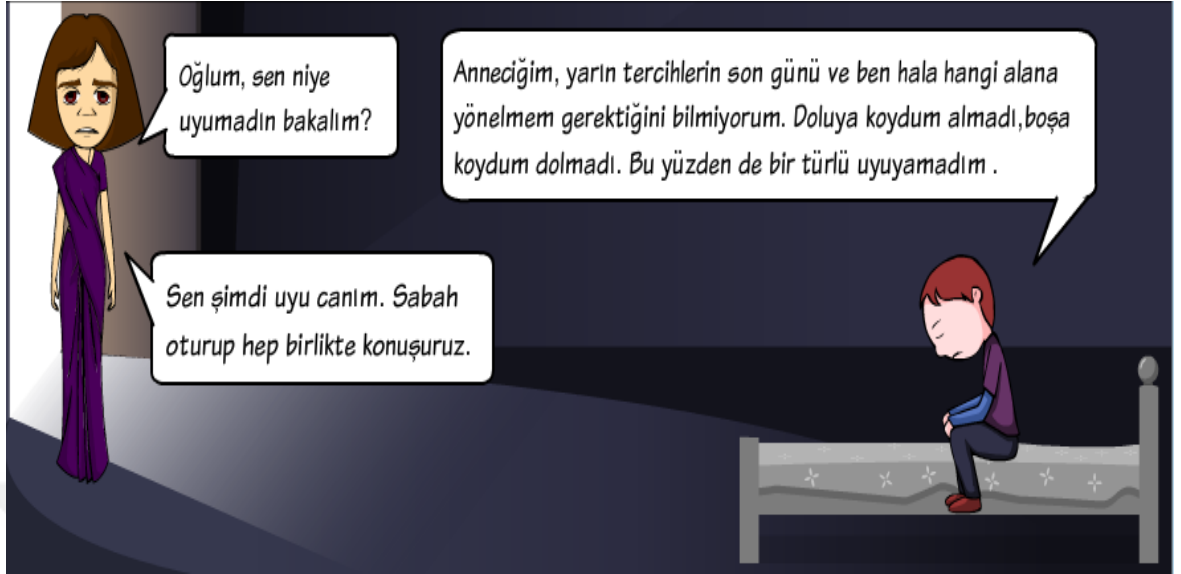 Oğlum, sen niye
uyumadın bakalım?
Anneciğim, yarın tercihlerin son günü ve ben hala hangi alana
yönelmem gerektiğini bilmiyorum. Doluya koydum almadı,boşa
koydum dolmadı. Bu yüzden de bir türlü uyuyamadım .
Sen şimdi uyu canım. Sabah
oturup hep birlikte konuşuruz.